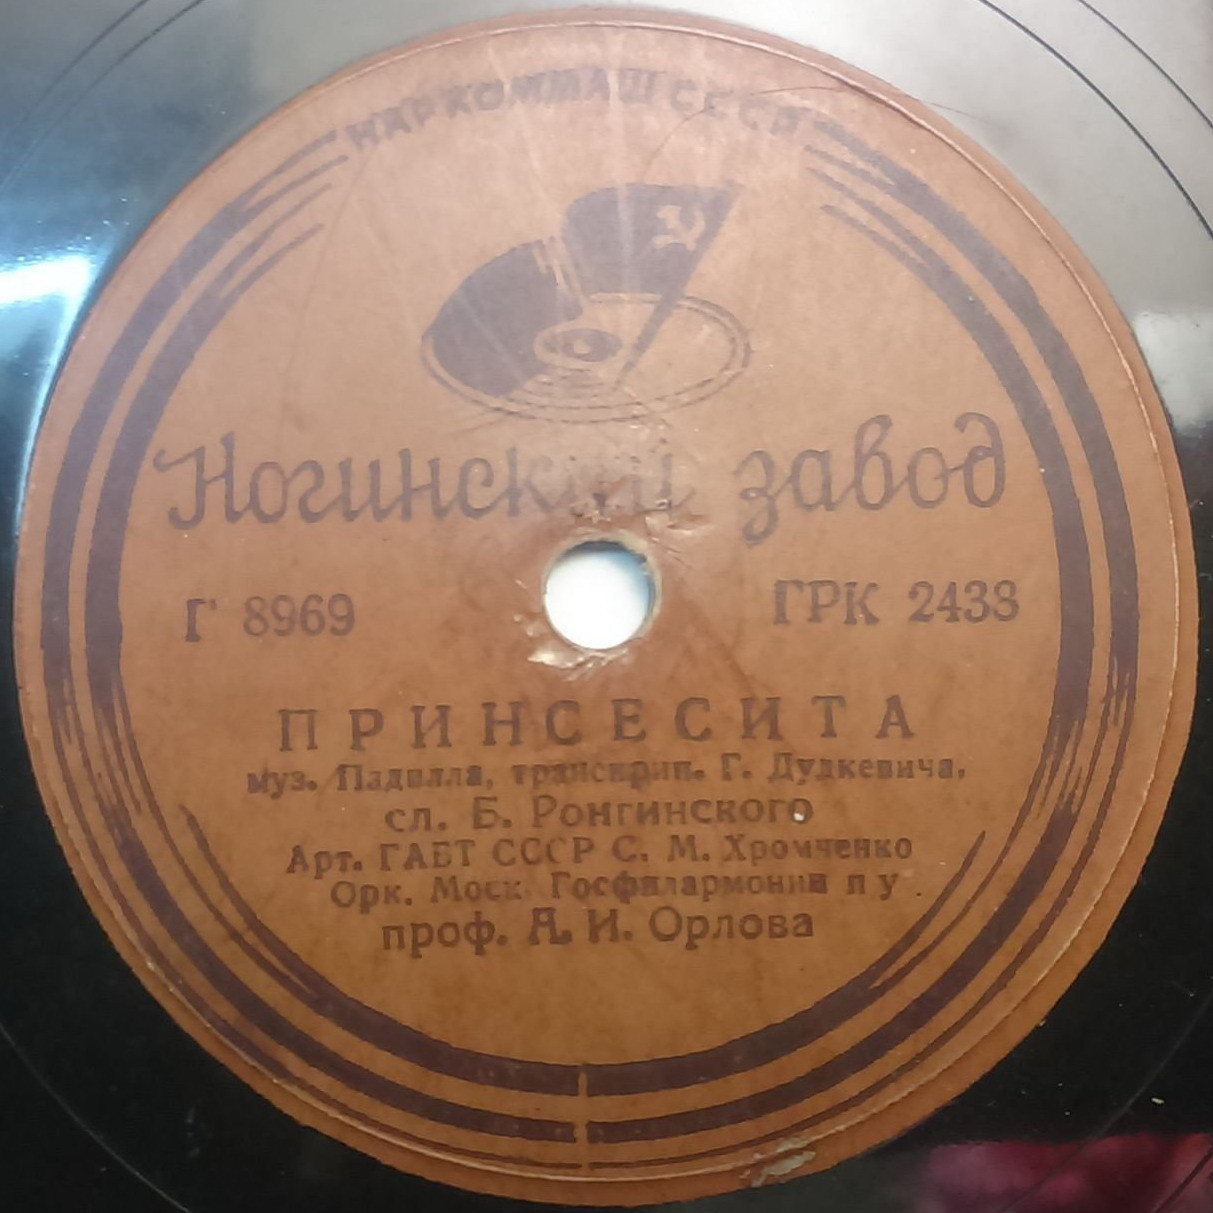 НАРКОММАШ СССР
Ногинский завод
Г 8969
ГРК 2438
ПРИНСЕСИТА
муз. Падилла, транскрип. Г. Дудкевича,
сл. Б. Ронгинского
Арт. ГАБТ СССР С. М. Хромченко
Орк. Моск. Госфилармонии п у
проф. А. И. Орлова